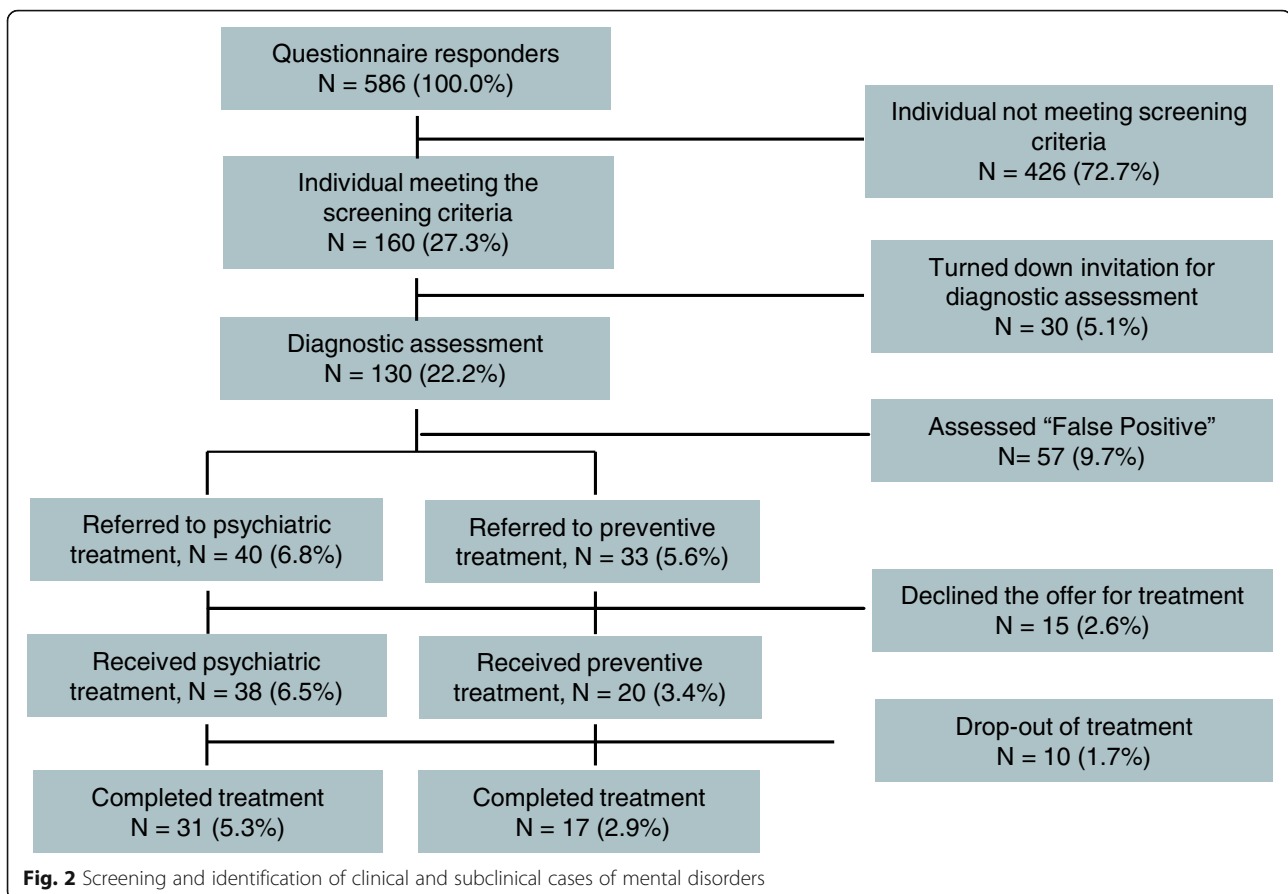 Questionnaire responders
N = 586 (100.0%)
Individual not meeting screening
criteria
N = 426 (72.7%)
Individual meeting the
screening criteria
N = 160 (27.3%)
Turned down invitation for
diagnostic assessment
N = 30 (5.1%)
Diagnostic assessment
N = 130 (22.2%)
Assessed “False Positive”
N= 57 (9.7%)
Referred to psychiatric
treatment, N = 40 (6.8%)
Referred to preventive
treatment, N = 33 (5.6%)
Declined the offer for treatment
N = 15 (2.6%)
Received psychiatric
treatment, N = 38 (6.5%)
Received preventive
treatment, N = 20 (3.4%)
Drop-out of treatment
N = 10 (1.7%)
Completed treatment
N = 31 (5.3%)
Completed treatment
N = 17 (2.9%)
Fig. 2 Screening and identification of clinical and subclinical cases of mental disorders